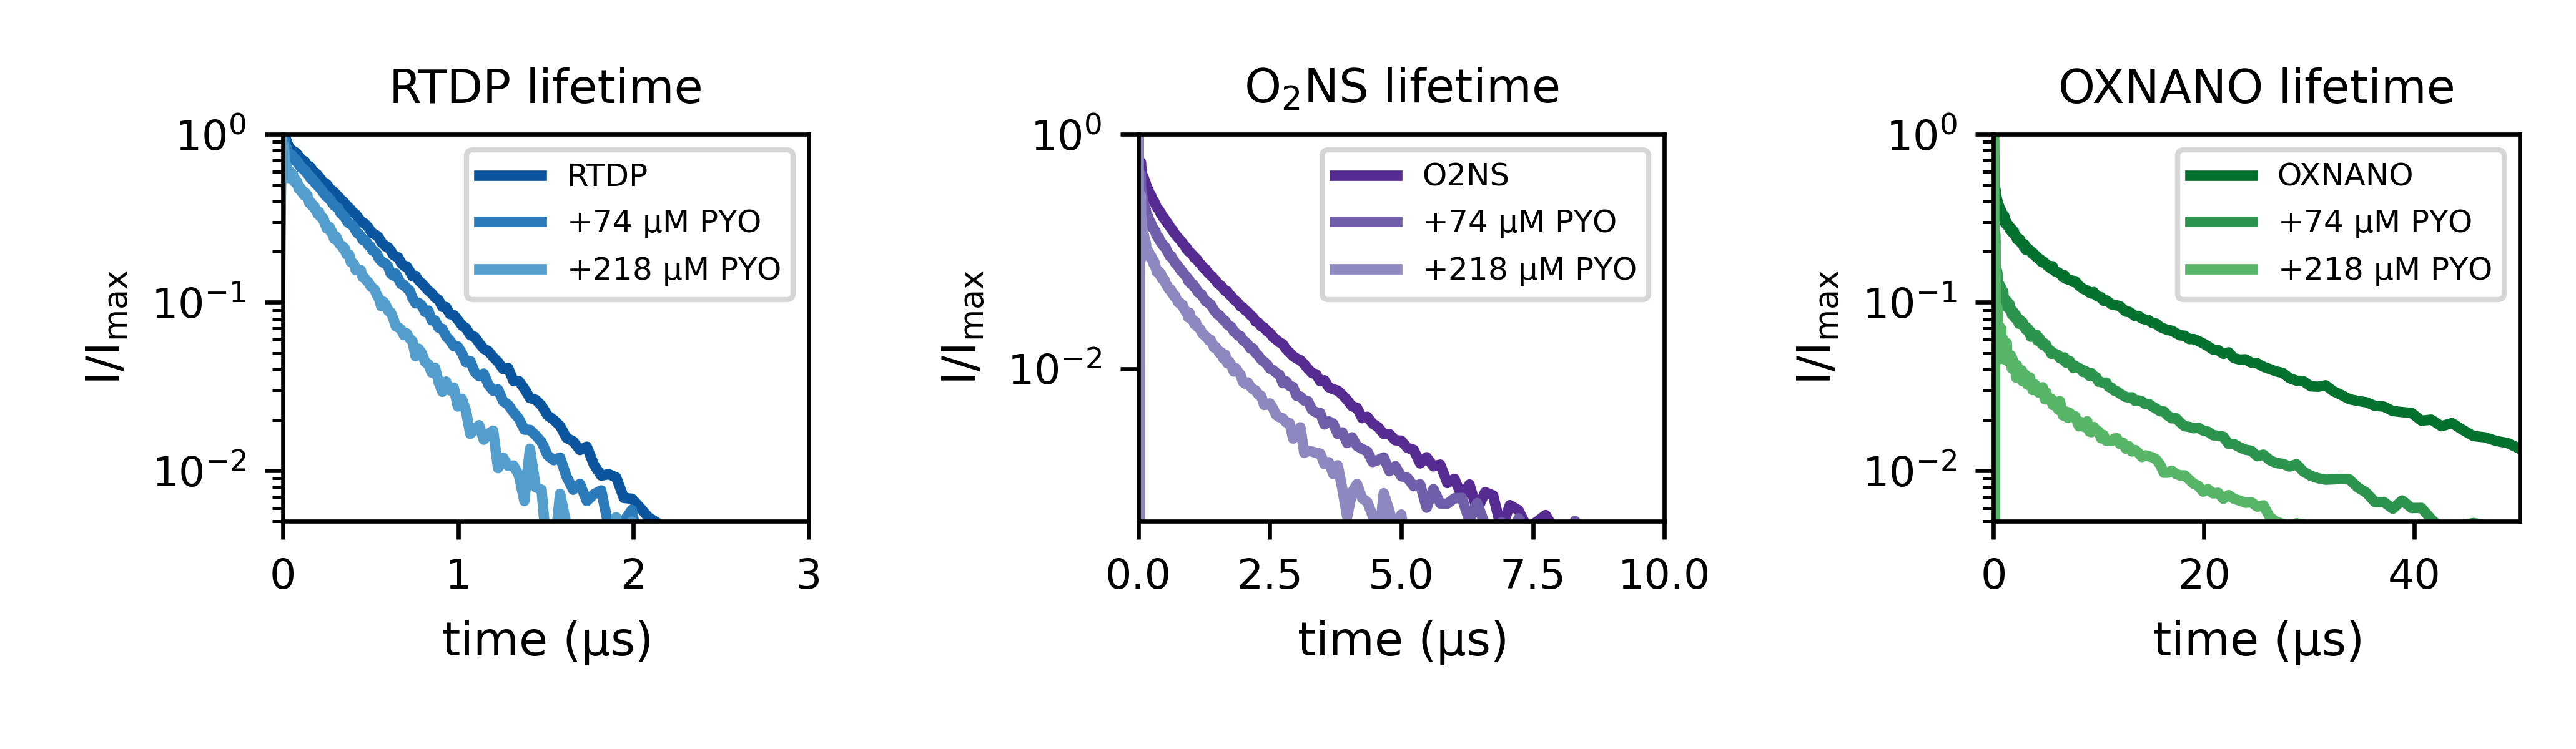 RTDP lifetime
10⁰
10⁻¹
10⁻²
I/Iₘₐₓ
RTDP
+74 µM PYO
+218 µM PYO
0 1 2 3
time (µs)
O₂NS lifetime
10⁰
10⁻²
I/Iₘₐₓ
O2NS
+74 µM PYO
+218 µM PYO
0.0 2.5 5.0 7.5 10.0
time (µs)
OXNANO lifetime
10⁰
10⁻¹
10⁻²
I/Iₘₐₓ
OXNANO
+74 µM PYO
+218 µM PYO
0 20 40
time (µs)